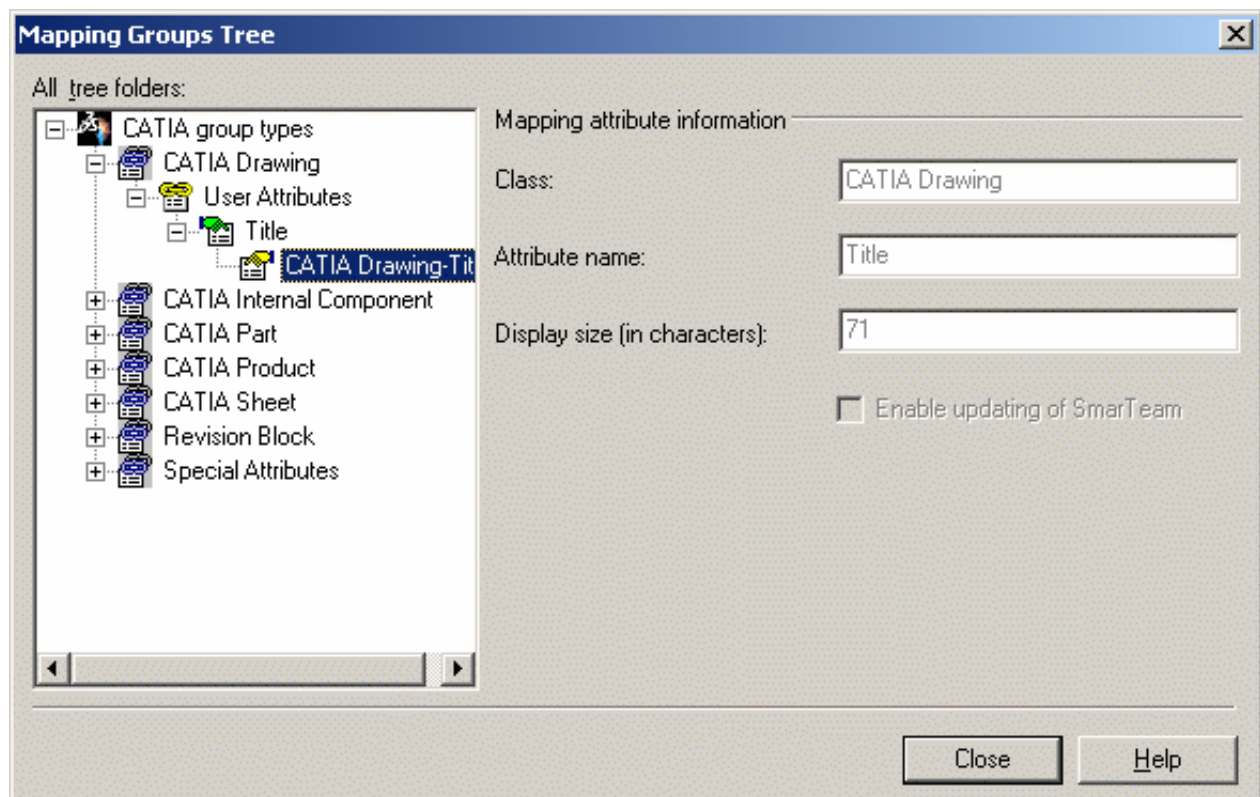 Mapping Groups Tree
All tree folders:
CATIA group types
CATIA Drawing
User Attributes
Title
CATIA Drawing-Tit
CATIA Internal Component
CATIA Part
CATIA Product
CATIA Sheet
Revision Block
Special Attributes
Mapping attribute information
Class:
CATIA Drawing
Attribute name:
Title
Display size (in characters):
71
Enable updating of SmarTeam
Close
Help